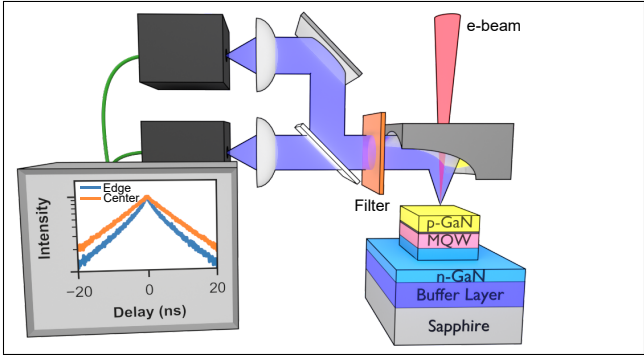 e-beam
Filter
p-GaN
MQW
n-GaN
Buffer Layer
Sapphire
Intensity
Edge
Center
−20 0 20
Delay (ns)